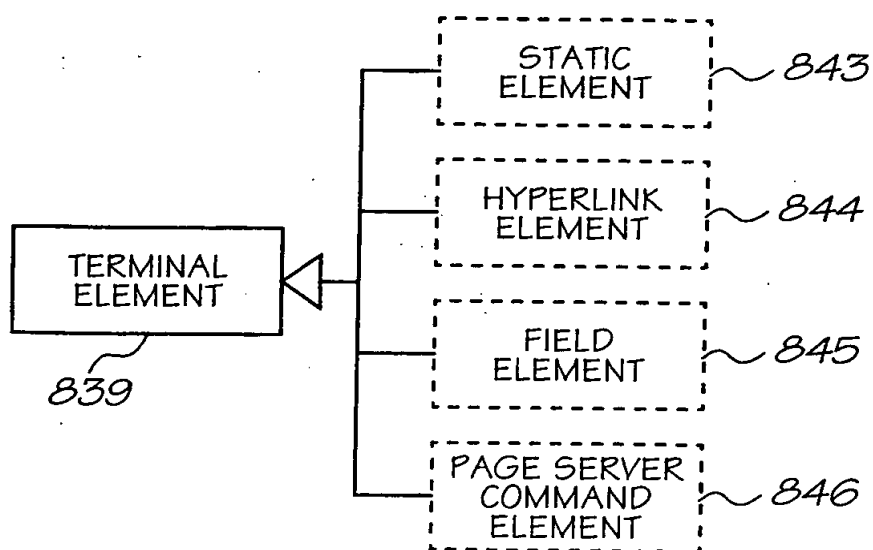 STATIC
ELEMENT
843
HYPERLINK
ELEMENT
844
TERMINAL
ELEMENT
839
FIELD
ELEMENT
845
PAGE SERVER
COMMAND
ELEMENT
846